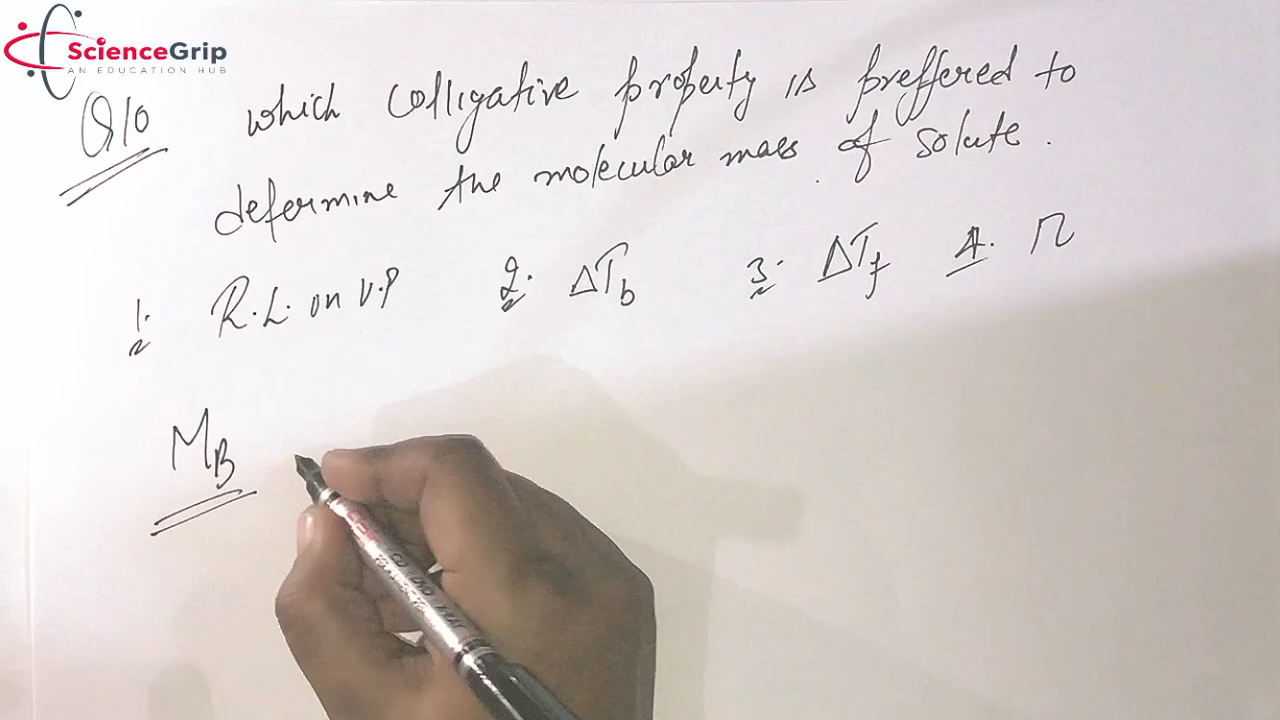 ScienceGrip
AN EDUCATION HUB
Q10 which colligative property is preffered to
determine the molecular mass of solute.
1. R.L. on V.P 2. ΔTb 3. ΔTf 4. π
MB